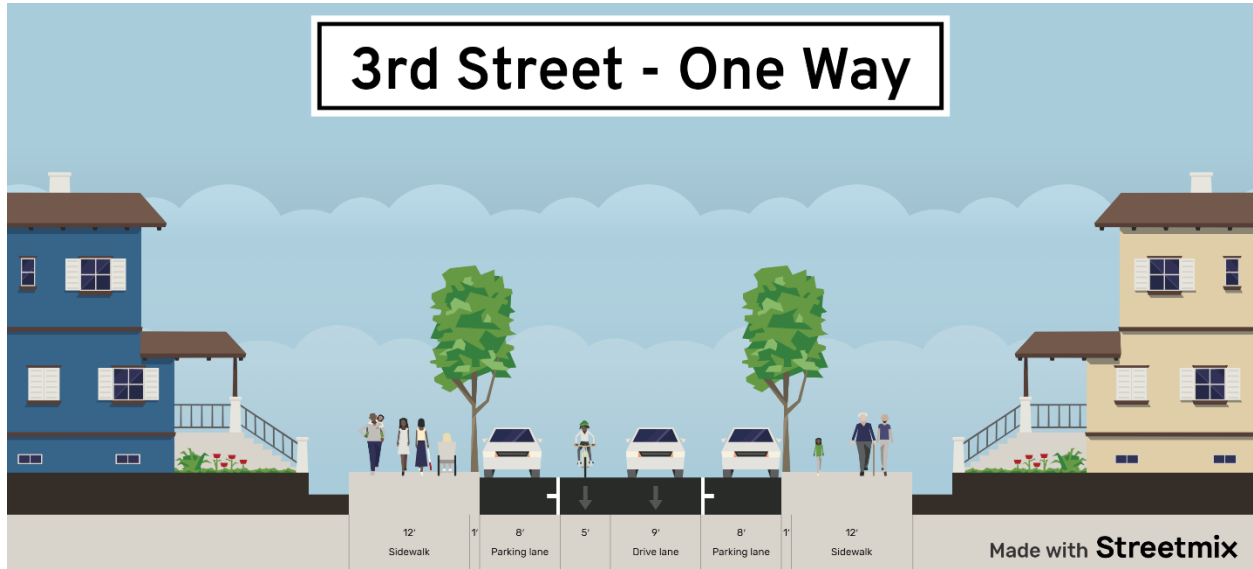 3rd Street - One Way
12' 1' 8' 5' 9' 8' 1' 12'
Sidewalk Parking lane Drive lane Parking lane Sidewalk
Made with Streetmix